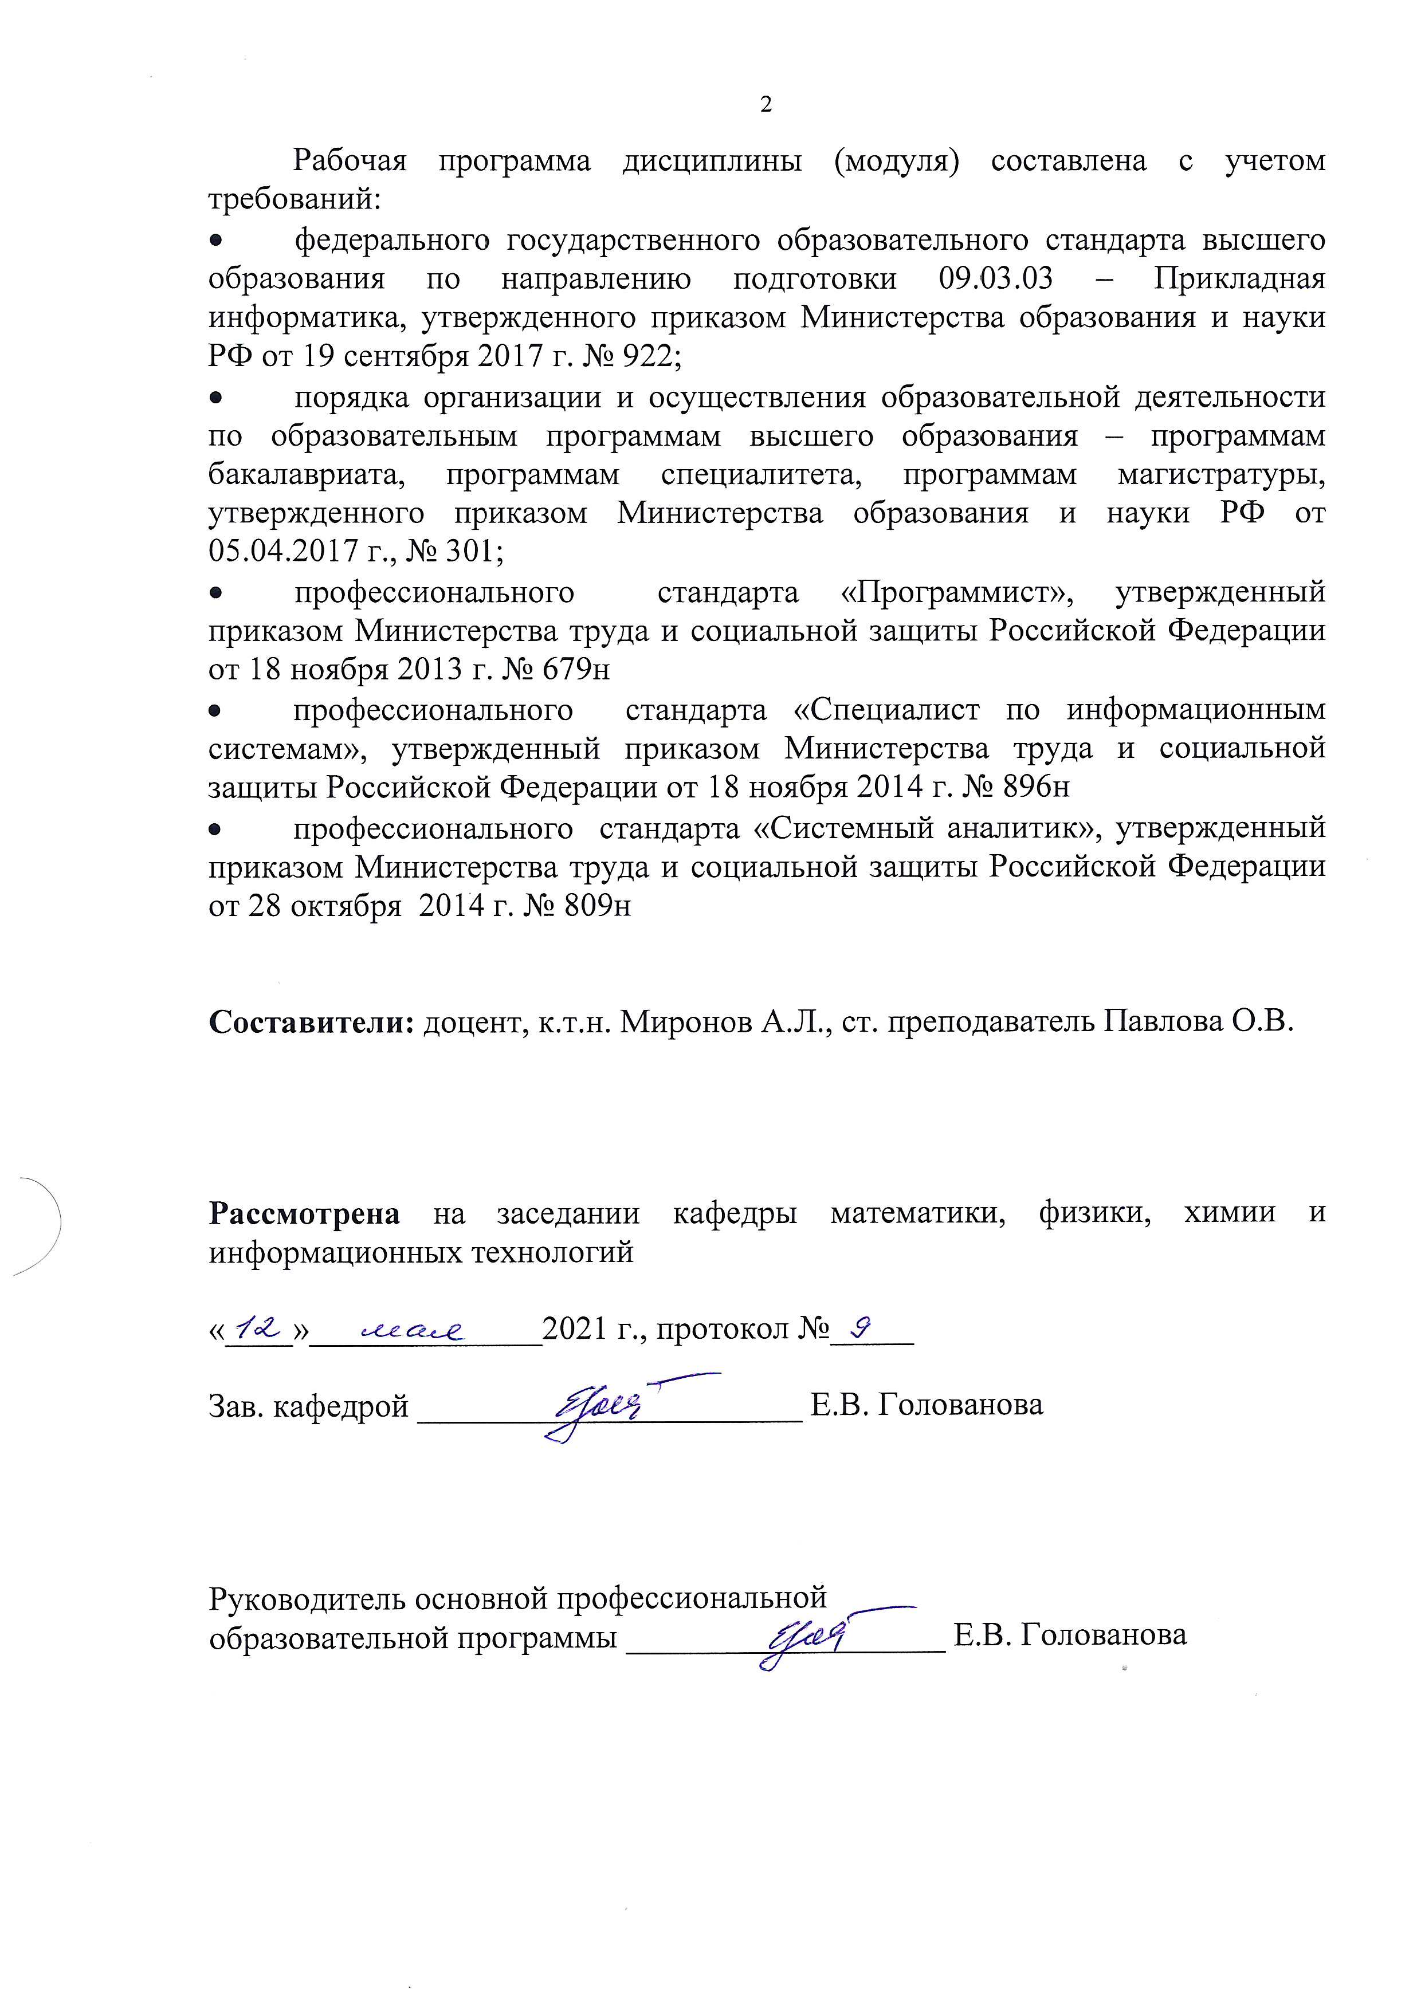 2
Рабочая программа дисциплины (модуля) составлена с учетом
требований:
• федерального государственного образовательного стандарта высшего
образования по направлению подготовки 09.03.03 – Прикладная
информатика, утвержденного приказом Министерства образования и науки
РФ от 19 сентября 2017 г. № 922;
• порядка организации и осуществления образовательной деятельности
по образовательным программам высшего образования – программам
бакалавриата, программам специалитета, программам магистратуры,
утвержденного приказом Министерства образования и науки РФ от
05.04.2017 г., № 301;
• профессионального стандарта «Программист», утвержденный
приказом Министерства труда и социальной защиты Российской Федерации
от 18 ноября 2013 г. № 679н
• профессионального стандарта «Специалист по информационным
системам», утвержденный приказом Министерства труда и социальной
защиты Российской Федерации от 18 ноября 2014 г. № 896н
• профессионального стандарта «Системный аналитик», утвержденный
приказом Министерства труда и социальной защиты Российской Федерации
от 28 октября 2014 г. № 809н
Составители: доцент, к.т.н. Миронов А.Л., ст. преподаватель Павлова О.В.
Рассмотрена на заседании кафедры математики, физики, химии и
информационных технологий
«12» мая 2021 г., протокол № 9
Зав. кафедрой Е.В. Голованова
Руководитель основной профессиональной
образовательной программы Е.В. Голованова